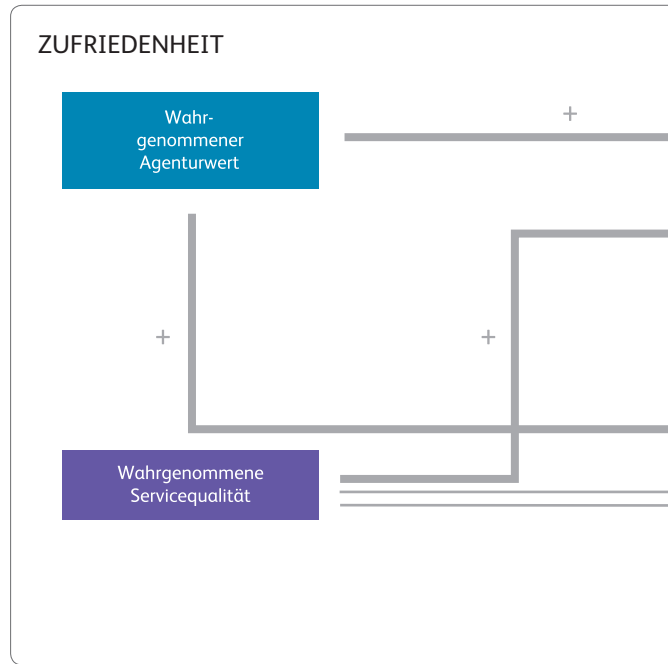 ZUFRIEDENHEIT
Wahr-
genommener
Agenturwert
+
+
+
Wahrgenommene
Servicequalität